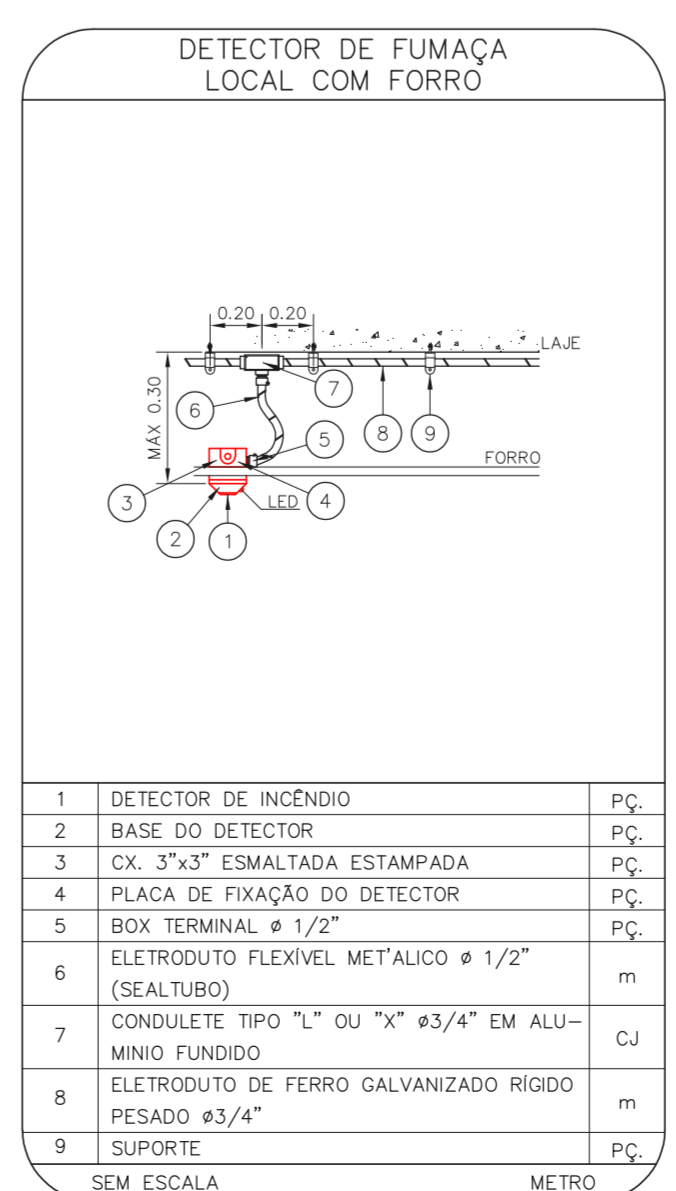 DETECTOR DE FUMAÇA
LOCAL COM FORRO
0.20 0.20
LAJE
MÁX 0.30
7
6
5
8
9
FORRO
3
LED
4
2
1
1 DETECTOR DE INCÊNDIO PÇ.
2 BASE DO DETECTOR PÇ.
3 CX. 3"x3" ESMALTADA ESTAMPADA PÇ.
4 PLACA DE FIXAÇÃO DO DETECTOR PÇ.
5 BOX TERMINAL ø 1/2" PÇ.
6 ELETRODUTO FLEXÍVEL MET'ALICO ø 1/2"
(SEALTUBO) m
7 CONDULETE TIPO "L" OU "X" ø3/4" EM ALU-
MINIO FUNDIDO CJ
8 ELETRODUTO DE FERRO GALVANIZADO RÍGIDO
PESADO ø3/4" m
9 SUPORTE PÇ.
SEM ESCALA METRO